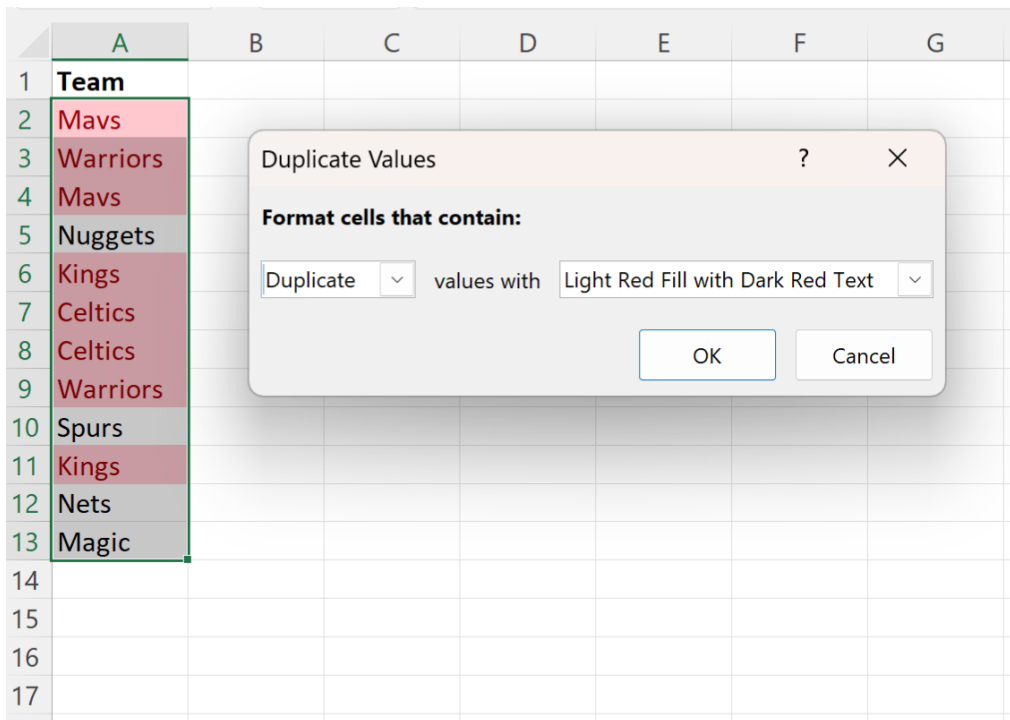 A B C D E F G
1 Team
2 Mavs
3 Warriors
4 Mavs
5 Nuggets
6 Kings
7 Celtics
8 Celtics
9 Warriors
10 Spurs
11 Kings
12 Nets
13 Magic
14
15
16
17
Duplicate Values ? X
Format cells that contain:
Duplicate values with Light Red Fill with Dark Red Text
OK Cancel